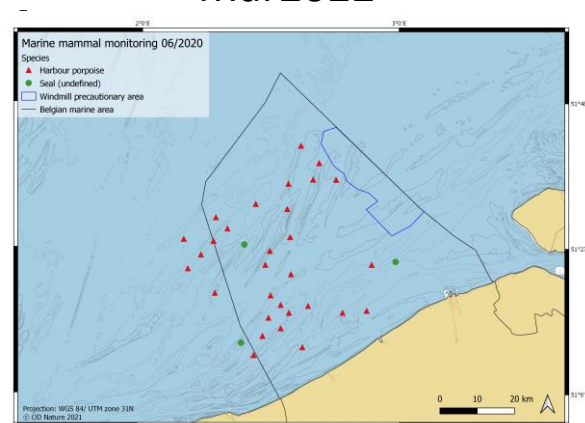 2°0'E
3°0'E
Marine mammal monitoring 06/2020
Species
Harbour porpoise
Seal (undefined)
Windmill precautionary area
Belgian marine area
Projection: WGS 84/ UTM zone 31N
© OD Nature 2021
0 10 20 km